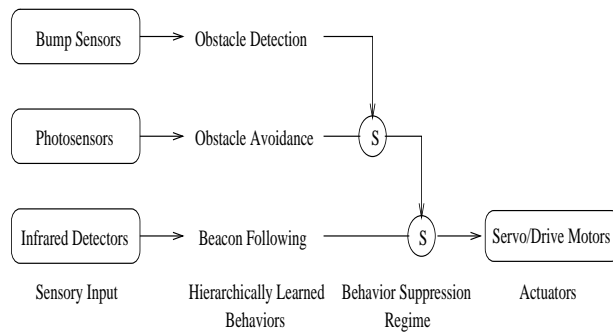 Bump Sensors
Obstacle Detection
Photosensors
Obstacle Avoidance
S
Infrared Detectors
Beacon Following
S
Servo/Drive Motors
Sensory Input
Hierarchically Learned
Behaviors
Behavior Suppression
Regime
Actuators